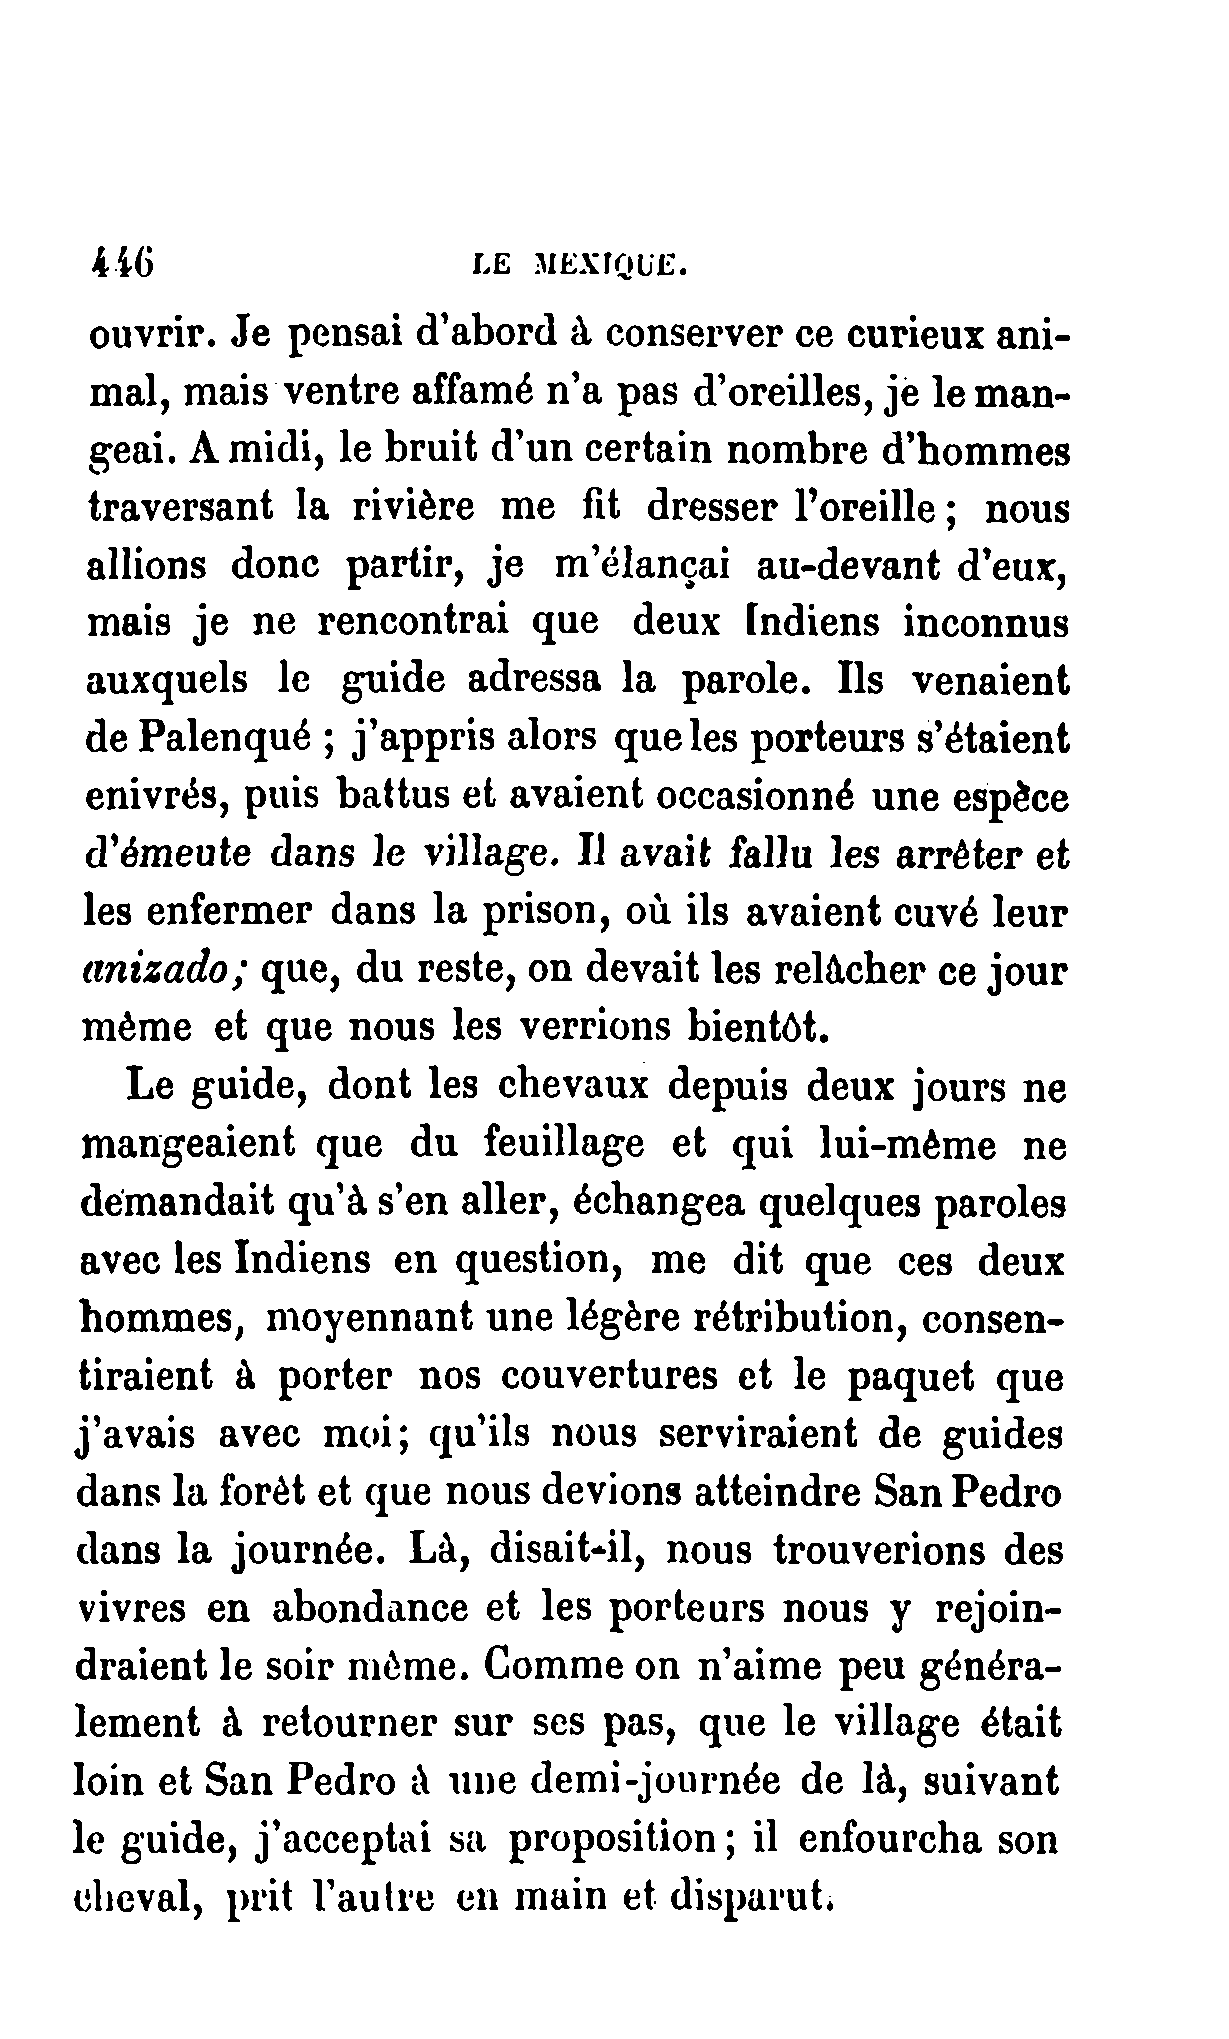 446 LE MEXIQUE.
ouvrir. Je pensai d'abord à conserver ce curieux ani-
mal, mais ventre affamé n'a pas d'oreilles, je le man-
geai. A midi, le bruit d'un certain nombre d'hommes
traversant la rivière me fit dresser l'oreille ; nous
allions donc partir, je m'élançai au-devant d'eux,
mais je ne rencontrai que deux Indiens inconnus
auxquels le guide adressa la parole. Ils venaient
de Palenqué ; j'appris alors que les porteurs s'étaient
enivrés, puis battus et avaient occasionné une espèce
d'émeute dans le village. Il avait fallu les arrêter et
les enfermer dans la prison, où ils avaient cuvé leur
anizado; que, du reste, on devait les relâcher ce jour
même et que nous les verrions bientôt.
Le guide, dont les chevaux depuis deux jours ne
mangeaient que du feuillage et qui lui-même ne
demandait qu'à s'en aller, échangea quelques paroles
avec les Indiens en question, me dit que ces deux
hommes, moyennant une légère rétribution, consen-
tiraient à porter nos couvertures et le paquet que
j'avais avec moi; qu'ils nous serviraient de guides
dans la forêt et que nous devions atteindre San Pedro
dans la journée. Là, disait-il, nous trouverions des
vivres en abondance et les porteurs nous y rejoin-
draient le soir même. Comme on n'aime peu généra-
lement à retourner sur ses pas, que le village était
loin et San Pedro à une demi-journée de là, suivant
le guide, j'acceptai sa proposition ; il enfourcha son
cheval, prit l'autre en main et disparut.